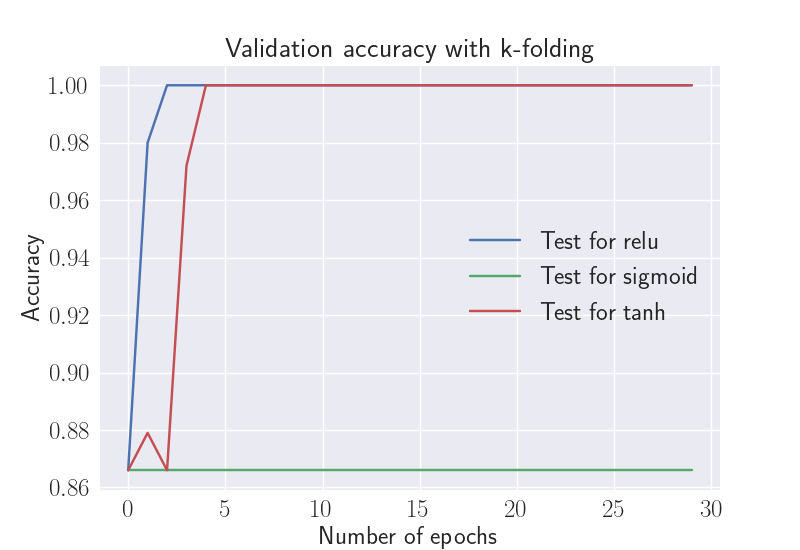 Validation accuracy with k-folding
1.00
0.98
0.96
0.94
0.92
0.90
0.88
0.86
Accuracy
Test for relu
Test for sigmoid
Test for tanh
0 5 10 15 20 25 30
Number of epochs